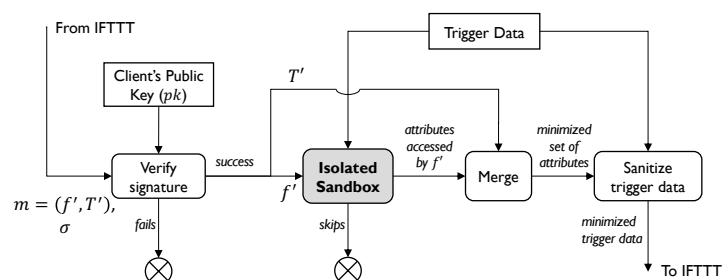 From IFTTT
Trigger Data
Client's Public
Key (pk)
T′
success
attributes
accessed
by f′
minimized
set of
attributes
Verify
signature
f′
Isolated
Sandbox
Merge
Sanitize
trigger data
m = (f′, T′),
σ
fails
skips
minimized
trigger data
To IFTTT